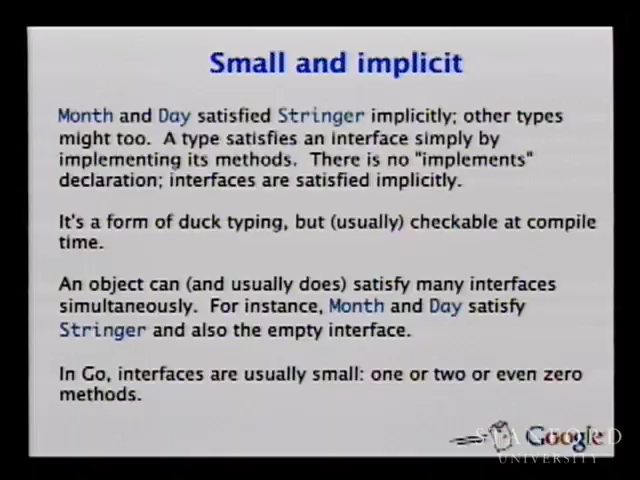 Small and implicit
Month and Day satisfied Stringer implicitly; other types
might too.  A type satisfies an interface simply by
implementing its methods.  There is no "implements"
declaration; interfaces are satisfied implicitly.
It's a form of duck typing, but (usually) checkable at compile
time.
An object can (and usually does) satisfy many interfaces
simultaneously.  For instance, Month and Day satisfy
Stringer and also the empty interface.
In Go, interfaces are usually small: one or two or even zero
methods.
Google
STANFORD
UNIVERSITY